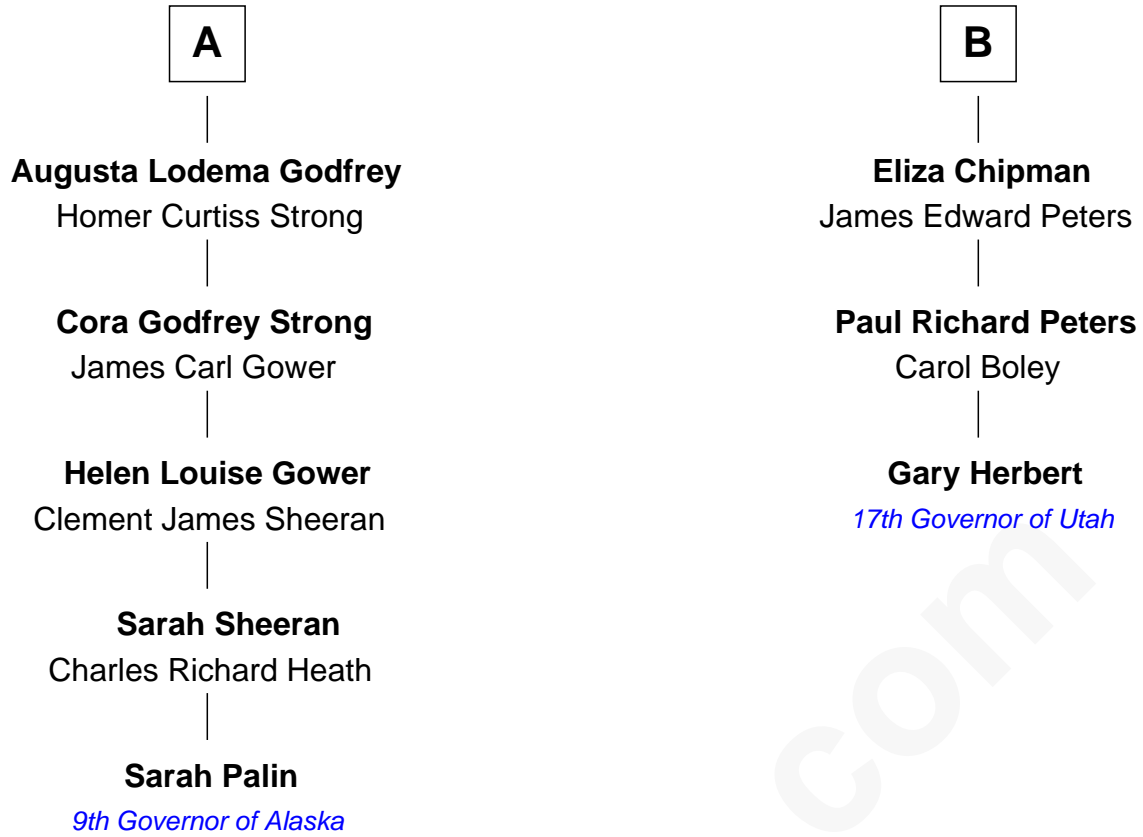 A
Augusta Lodema Godfrey
Homer Curtiss Strong
Cora Godfrey Strong
James Carl Gower
Helen Louise Gower
Clement James Sheeran
Sarah Sheeran
Charles Richard Heath
Sarah Palin
9th Governor of Alaska
B
Eliza Chipman
James Edward Peters
Paul Richard Peters
Carol Boley
Gary Herbert
17th Governor of Utah
com